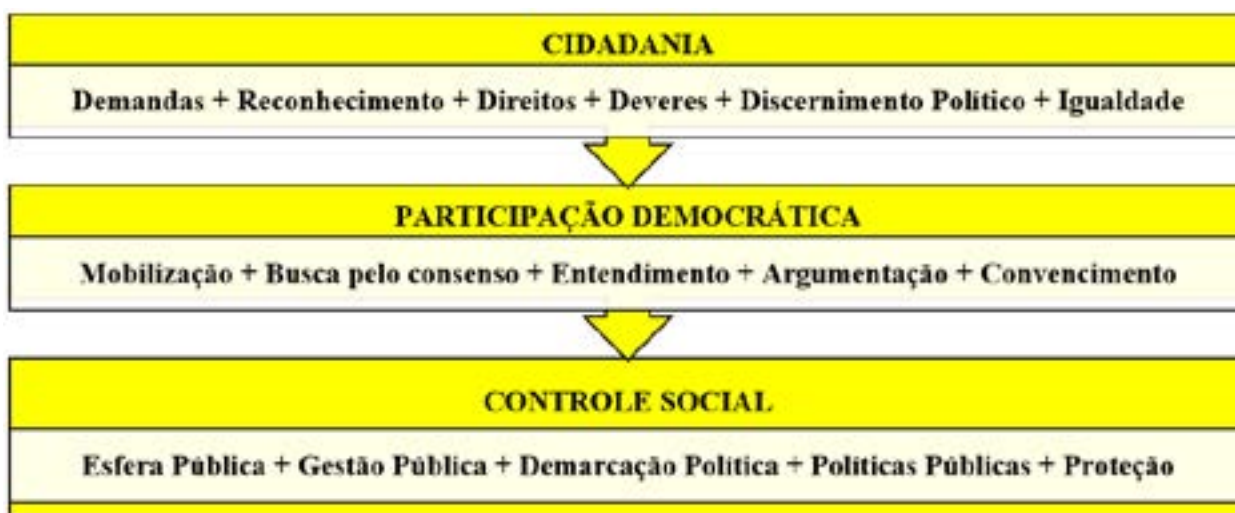 CIDADANIA
Demandas + Reconhecimento + Direitos + Deveres + Discernimento Político + Igualdade
PARTICIPAÇÃO DEMOCRÁTICA
Mobilização + Busca pelo consenso + Entendimento + Argumentação + Convencimento
CONTROLE SOCIAL
Esfera Pública + Gestão Pública + Demarcação Política + Políticas Públicas + Proteção